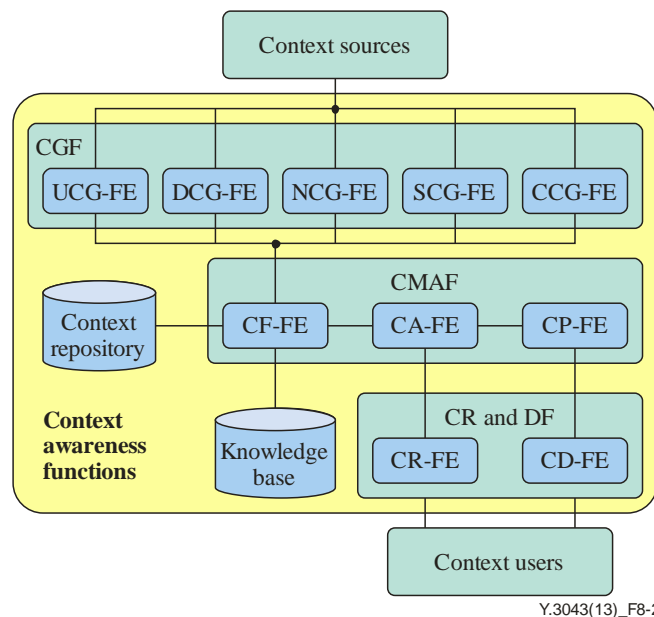 Context sources
CGF
UCG-FE
DCG-FE
NCG-FE
SCG-FE
CCG-FE
CMAF
Context
repository
CF-FE
CA-FE
CP-FE
Context
awareness
functions
Knowledge
base
CR and DF
CR-FE
CD-FE
Context users